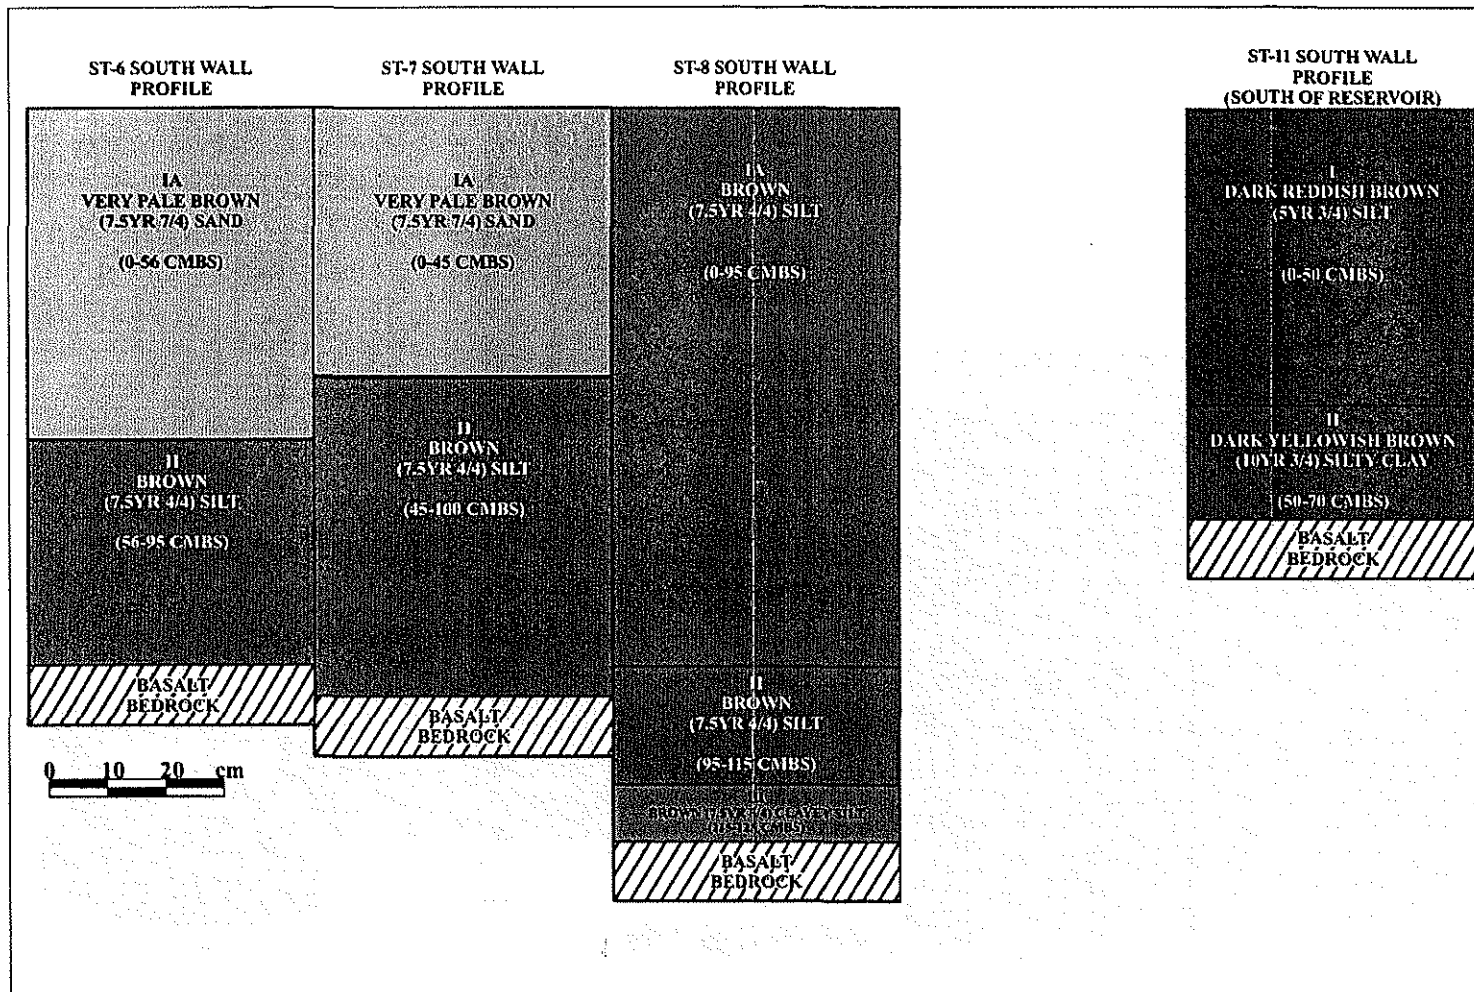 ST-6 SOUTH WALL
PROFILE
IA
VERY PALE BROWN
(7.5YR 7/4) SAND
(0-56 CMBS)
II
BROWN
(7.5YR 4/4) SILT
(56-95 CMBS)
BASALT
BEDROCK
0 10 20 cm
ST-7 SOUTH WALL
PROFILE
IA
VERY PALE BROWN
(7.5YR 7/4) SAND
(0-45 CMBS)
II
BROWN
(7.5YR 4/4) SILT
(45-100 CMBS)
BASALT
BEDROCK
ST-8 SOUTH WALL
PROFILE
IA
BROWN
(7.5YR 4/4) SILT
(0-95 CMBS)
II
BROWN
(7.5YR 4/4) SILT
(95-115 CMBS)
III
BROWN CLAYEY SILT
CMBS)
BASALT
BEDROCK
ST-11 SOUTH WALL
PROFILE
(SOUTH OF RESERVOIR)
I
DARK REDDISH BROWN
(5YR 3/4) SILT
(0-50 CMBS)
II
DARK YELLOWISH BROWN
(10YR 3/4) SILTY CLAY
(50-70 CMBS)
BASALT
BEDROCK